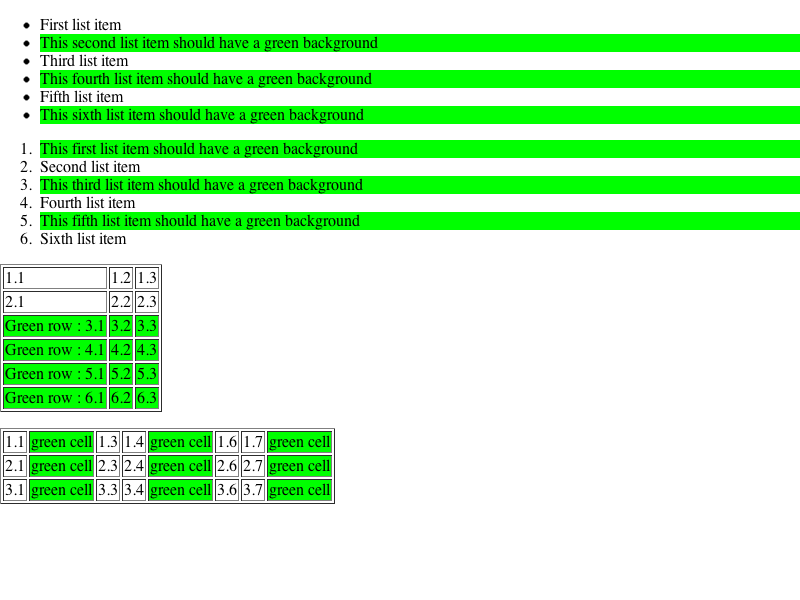 First list item
This second list item should have a green background
Third list item
This fourth list item should have a green background
Fifth list item
This sixth list item should have a green background
1. This first list item should have a green background
2. Second list item
3. This third list item should have a green background
4. Fourth list item
5. This fifth list item should have a green background
6. Sixth list item
1.1 1.2 1.3
2.1 2.2 2.3
Green row : 3.1 3.2 3.3
Green row : 4.1 4.2 4.3
Green row : 5.1 5.2 5.3
Green row : 6.1 6.2 6.3
1.1 green cell 1.3 1.4 green cell 1.6 1.7 green cell
2.1 green cell 2.3 2.4 green cell 2.6 2.7 green cell
3.1 green cell 3.3 3.4 green cell 3.6 3.7 green cell